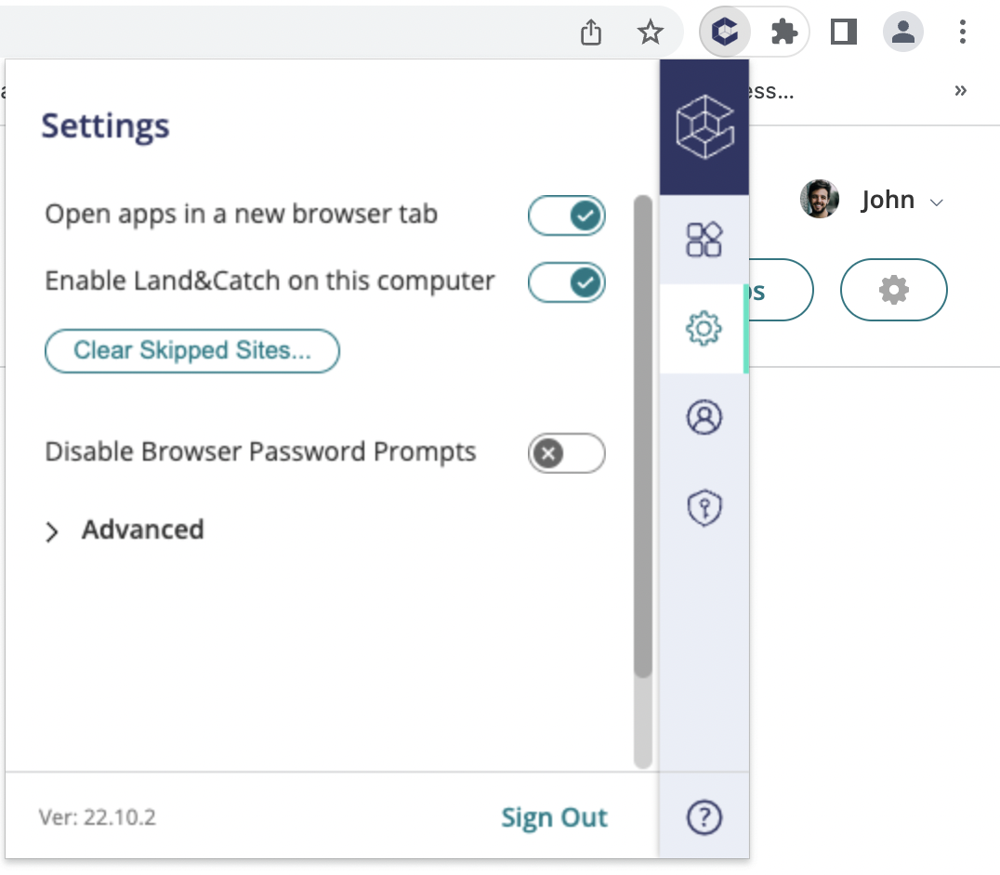 ess...
»
Settings
John
Open apps in a new browser tab
Enable Land&Catch on this computer
Clear Skipped Sites...
Disable Browser Password Prompts
Advanced
Ver: 22.10.2
Sign Out
?